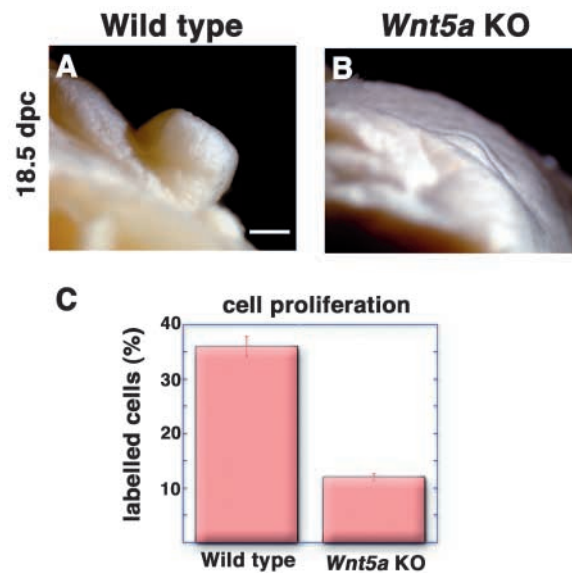 Wild type
Wnt5a KO
18.5 dpc
A
B
C
cell proliferation
labelled cells (%)
40
30
20
10
Wild type
Wnt5a KO